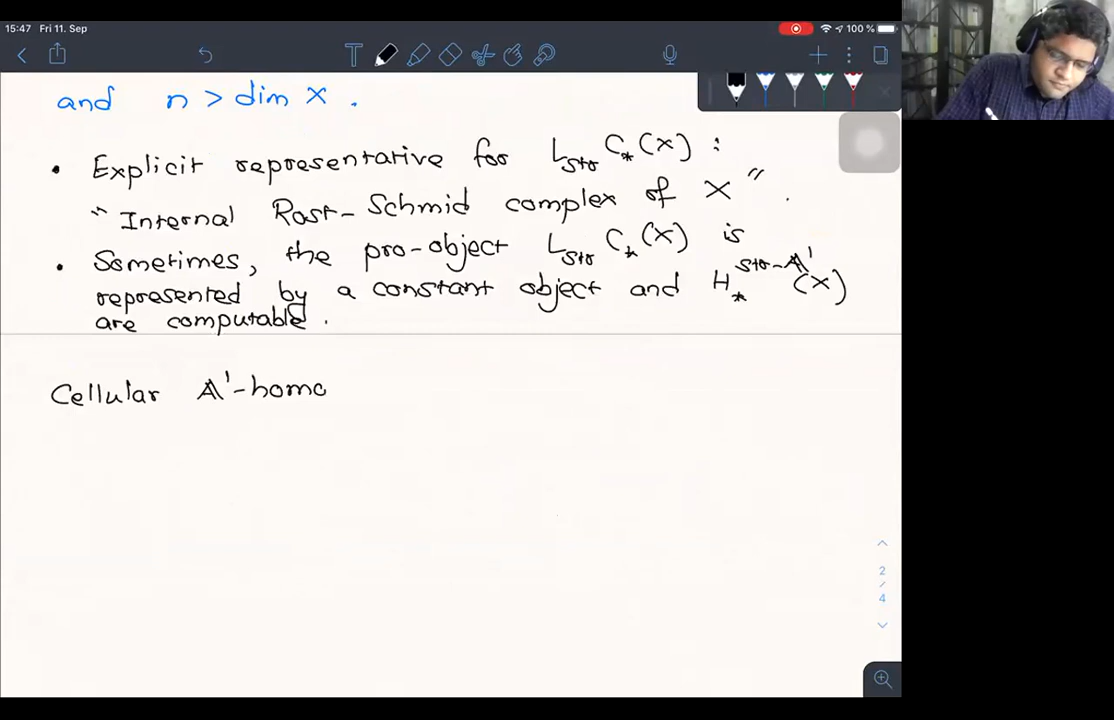 15:47 Fri 11. Sep
100 %
and n > dim X .
• Explicit representative for L_str C_*(X) :
"Internal Rost-Schmid complex of X" .
• Sometimes, the pro-object L_str C_*(X) is
represented by a constant object and H_*^{str-𝔸¹}(X)
are computable .
Cellular 𝔸¹-homo
2
/
4